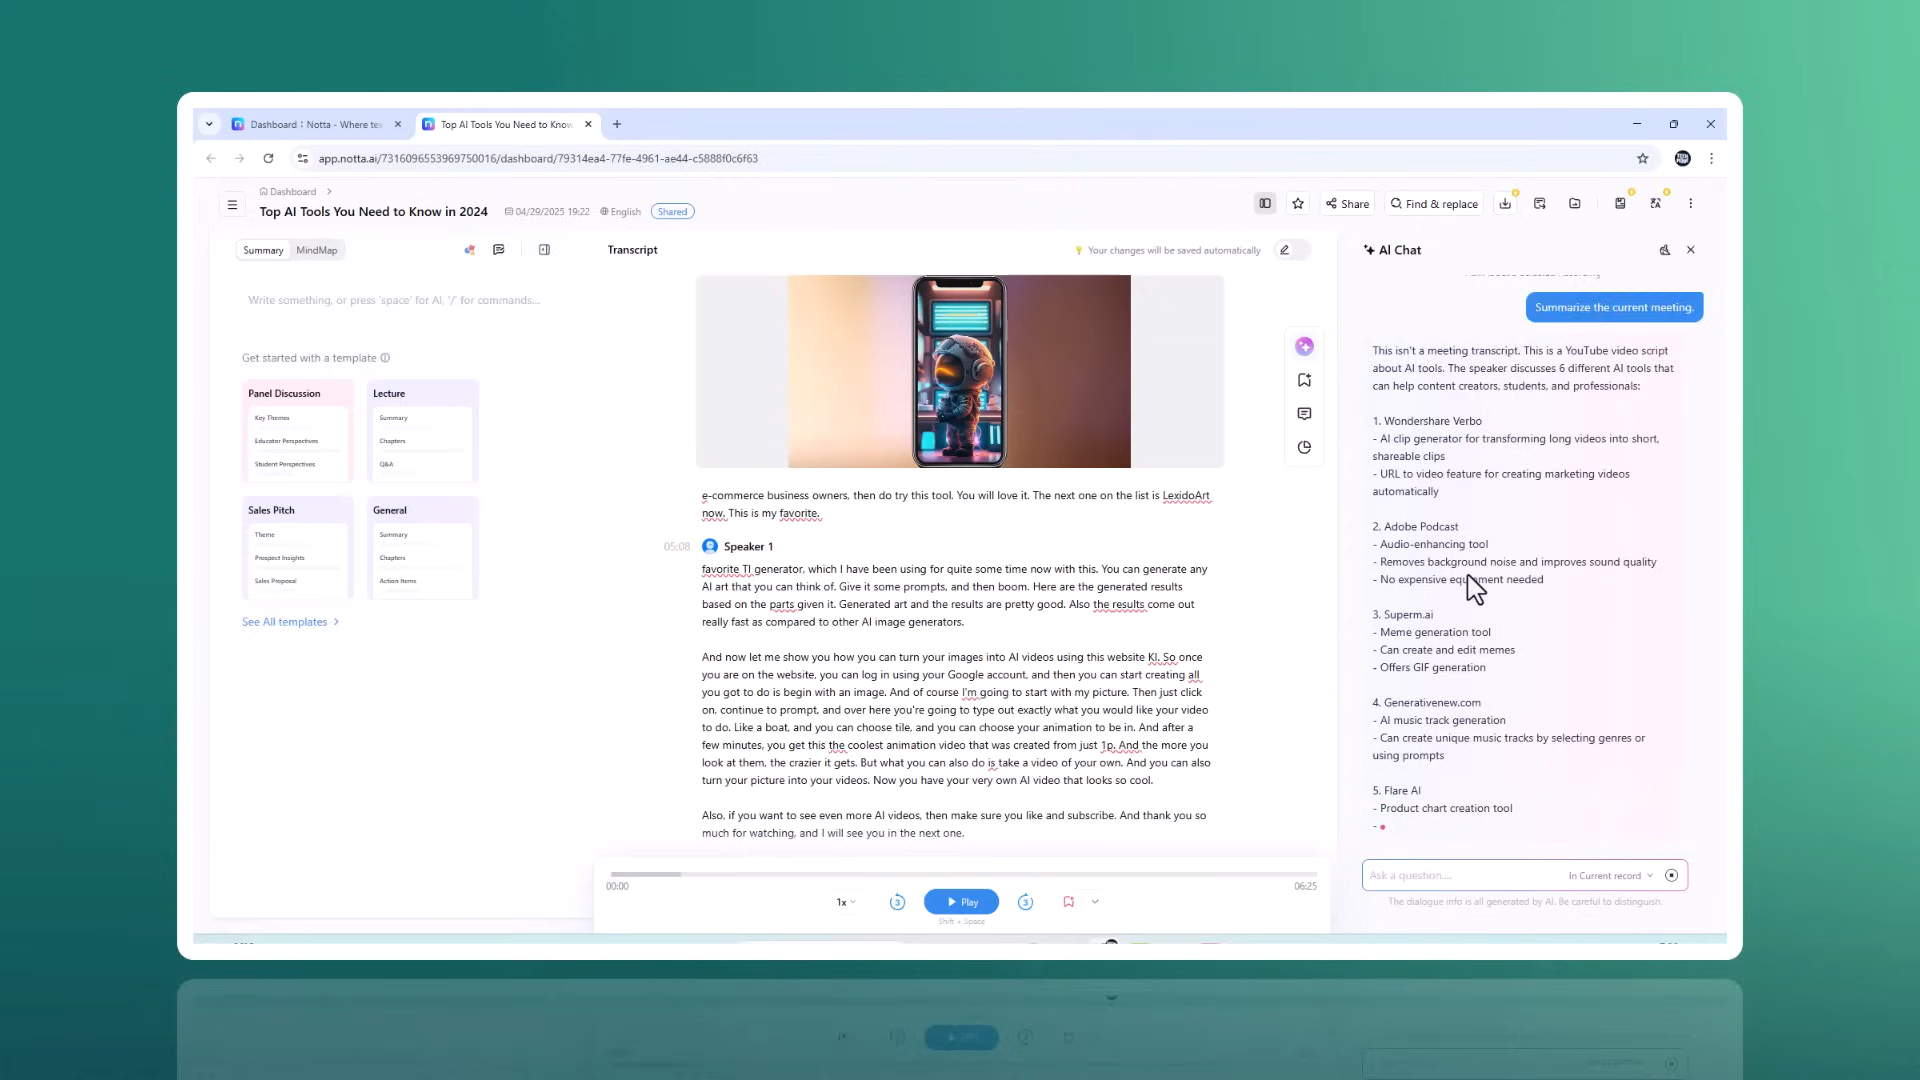 Dashboard : Notta - Where te
Top AI Tools You Need to Know
app.notta.ai/7316096553969750016/dashboard/79314ea4-77fe-4961-ae44-c5888f0c6f63
Dashboard
Top AI Tools You Need to Know in 2024
04/29/2025 19:22
English
Shared
Share
Find & replace
Summary
MindMap
Write something, or press 'space' for AI, '/' for commands...
Get started with a template
Panel Discussion
Key Themes
Educator Perspectives
Student Perspectives
Lecture
Summary
Chapters
Q&A
Sales Pitch
Theme
Prospect Insights
Sales Proposal
General
Summary
Chapters
Action Items
See All templates
Transcript
Your changes will be saved automatically
e-commerce business owners, then do try this tool. You will love it. The next one on the list is LexidoArt
now. This is my favorite.
05:08
Speaker 1
favorite TI generator, which I have been using for quite some time now with this. You can generate any
AI art that you can think of. Give it some prompts, and then boom. Here are the generated results
based on the parts given it. Generated art and the results are pretty good. Also the results come out
really fast as compared to other AI image generators.
And now let me show you how you can turn your images into AI videos using this website KI. So once
you are on the website, you can log in using your Google account, and then you can start creating all
you got to do is begin with an image. And of course I'm going to start with my picture. Then just click
on, continue to prompt, and over here you're going to type out exactly what you would like your video
to do. Like a boat, and you can choose tile, and you can choose your animation to be in. And after a
few minutes, you get this the coolest animation video that was created from just 1p. And the more you
look at them, the crazier it gets. But what you can also do is take a video of your own. And you can also
turn your picture into your videos. Now you have your very own AI video that looks so cool.
Also, if you want to see even more AI videos, then make sure you like and subscribe. And thank you so
much for watching, and I will see you in the next one.
00:00
06:25
1x
3
Play
3
Shift + Space
AI Chat
Summarize the current meeting.
This isn't a meeting transcript. This is a YouTube video script
about AI tools. The speaker discusses 6 different AI tools that
can help content creators, students, and professionals:
1. Wondershare Verbo
- AI clip generator for transforming long videos into short,
shareable clips
- URL to video feature for creating marketing videos
automatically
2. Adobe Podcast
- Audio-enhancing tool
- Removes background noise and improves sound quality
- No expensive equipment needed
3. Superm.ai
- Meme generation tool
- Can create and edit memes
- Offers GIF generation
4. Generativenew.com
- AI music track generation
- Can create unique music tracks by selecting genres or
using prompts
5. Flare AI
- Product chart creation tool
-
Ask a question....
In Current record
The dialogue info is all generated by AI. Be careful to distinguish.